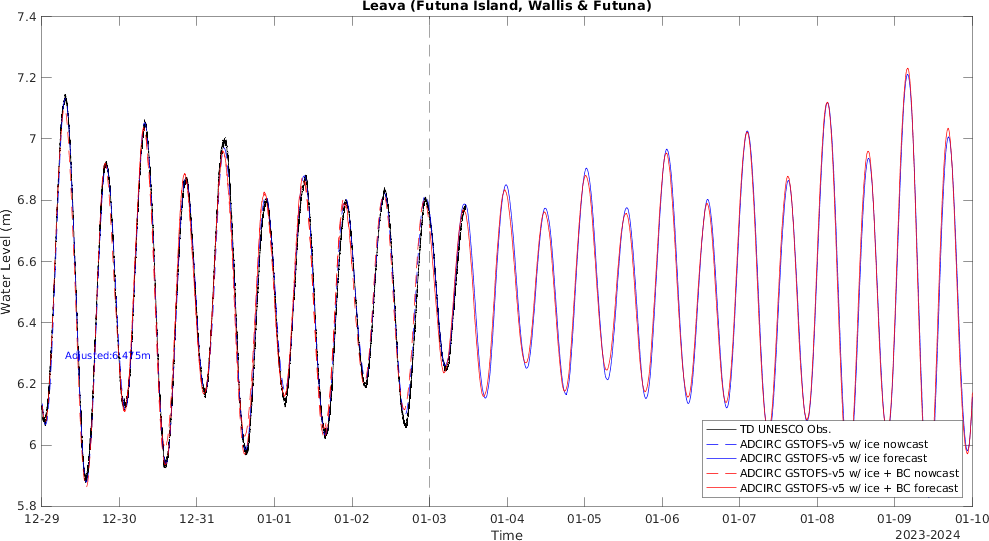 Leava (Futuna Island, Wallis & Futuna)
7.4
7.2
7
6.8
6.6
6.4
6.2
6
5.8
Water Level (m)
Adjusted:6.475m
TD UNESCO Obs.
ADCIRC GSTOFS-v5 w/ ice nowcast
ADCIRC GSTOFS-v5 w/ ice forecast
ADCIRC GSTOFS-v5 w/ ice + BC nowcast
ADCIRC GSTOFS-v5 w/ ice + BC forecast
12-29 12-30 12-31 01-01 01-02 01-03 01-04 01-05 01-06 01-07 01-08 01-09 01-10
Time
2023-2024